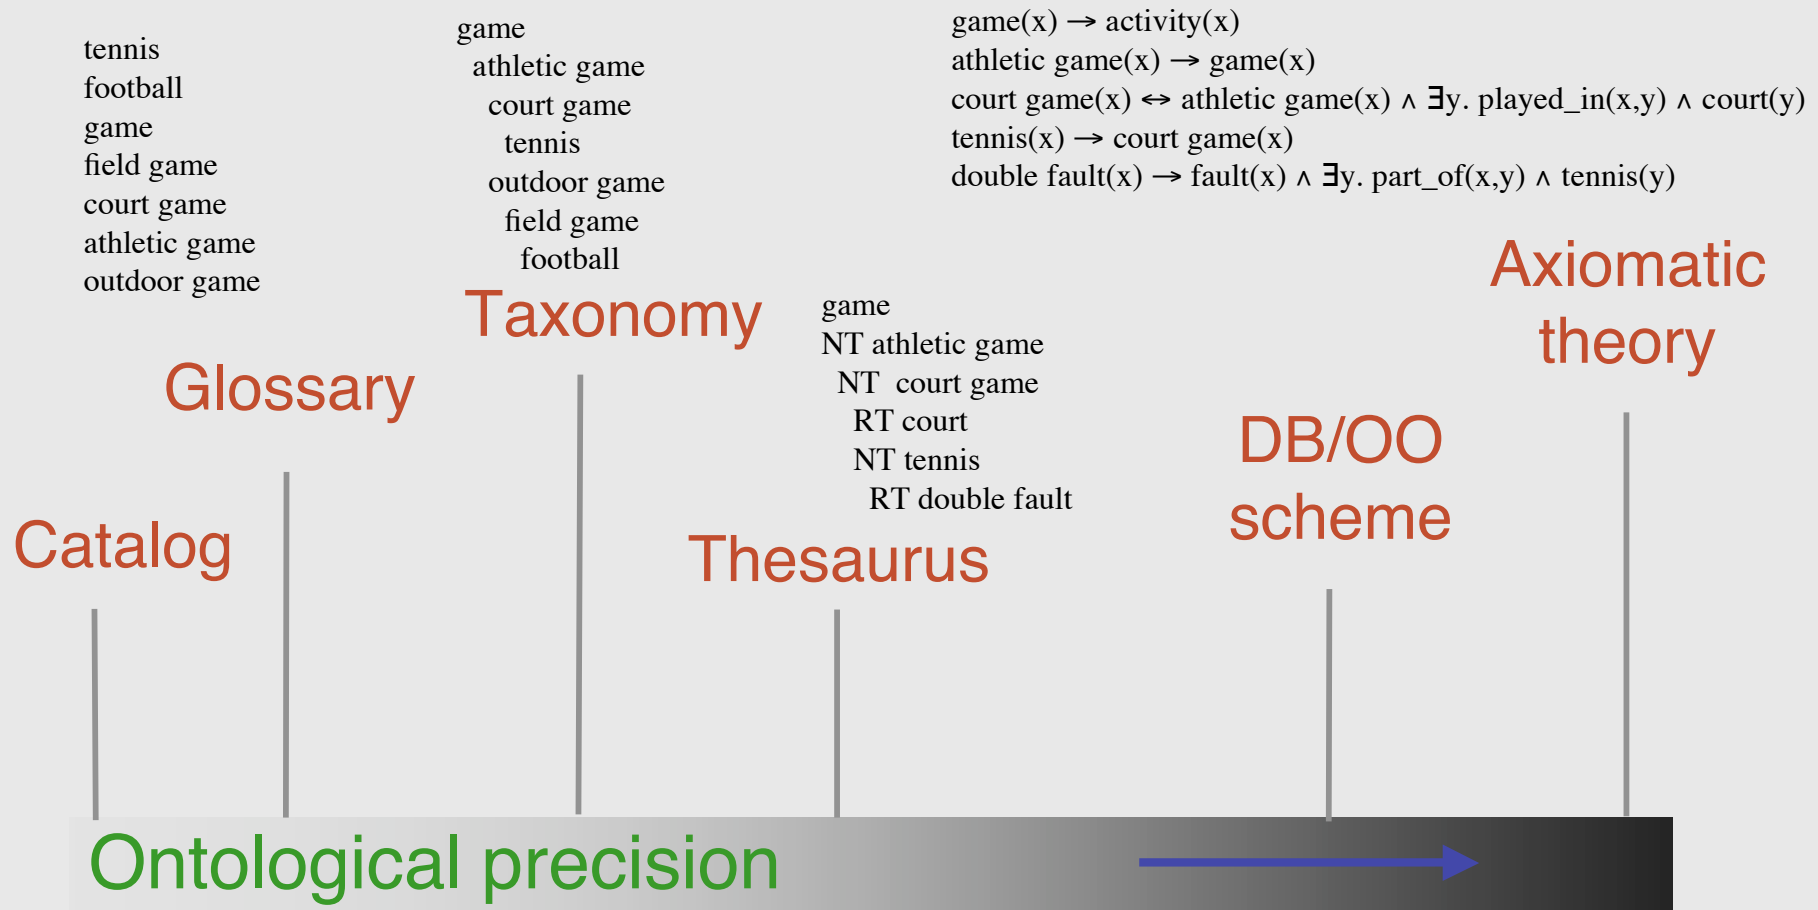 tennis
football
game
field game
court game
athletic game
outdoor game
game
athletic game
court game
tennis
outdoor game
field game
football
game(x) → activity(x)
athletic game(x) → game(x)
court game(x) ↔ athletic game(x) ∧ ∃y. played_in(x,y) ∧ court(y)
tennis(x) → court game(x)
double fault(x) → fault(x) ∧ ∃y. part_of(x,y) ∧ tennis(y)
Taxonomy
game
NT athletic game
NT court game
RT court
NT tennis
RT double fault
Axiomatic
theory
Glossary
DB/OO
scheme
Catalog
Thesaurus
Ontological precision